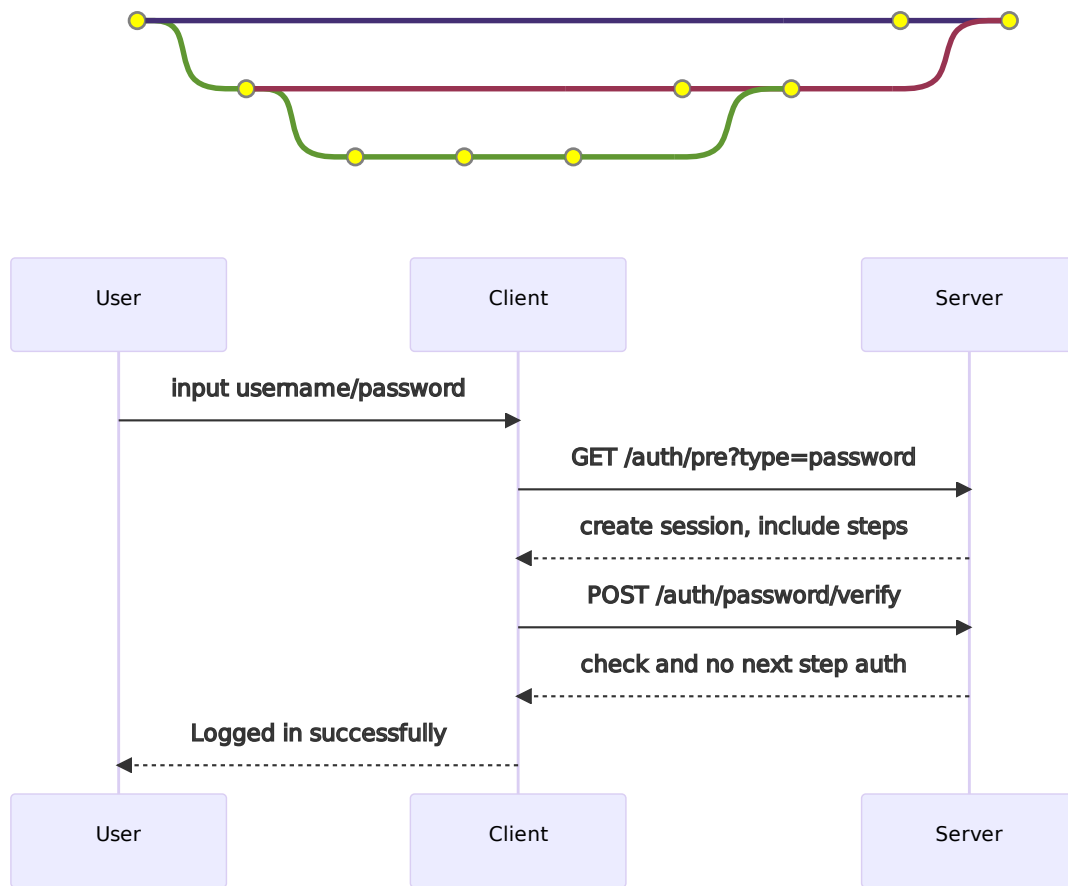 User
Client
Server
input username/password
GET /auth/pre?type=password
create session, include steps
POST /auth/password/verify
check and no next step auth
Logged in successfully
User
Client
Server